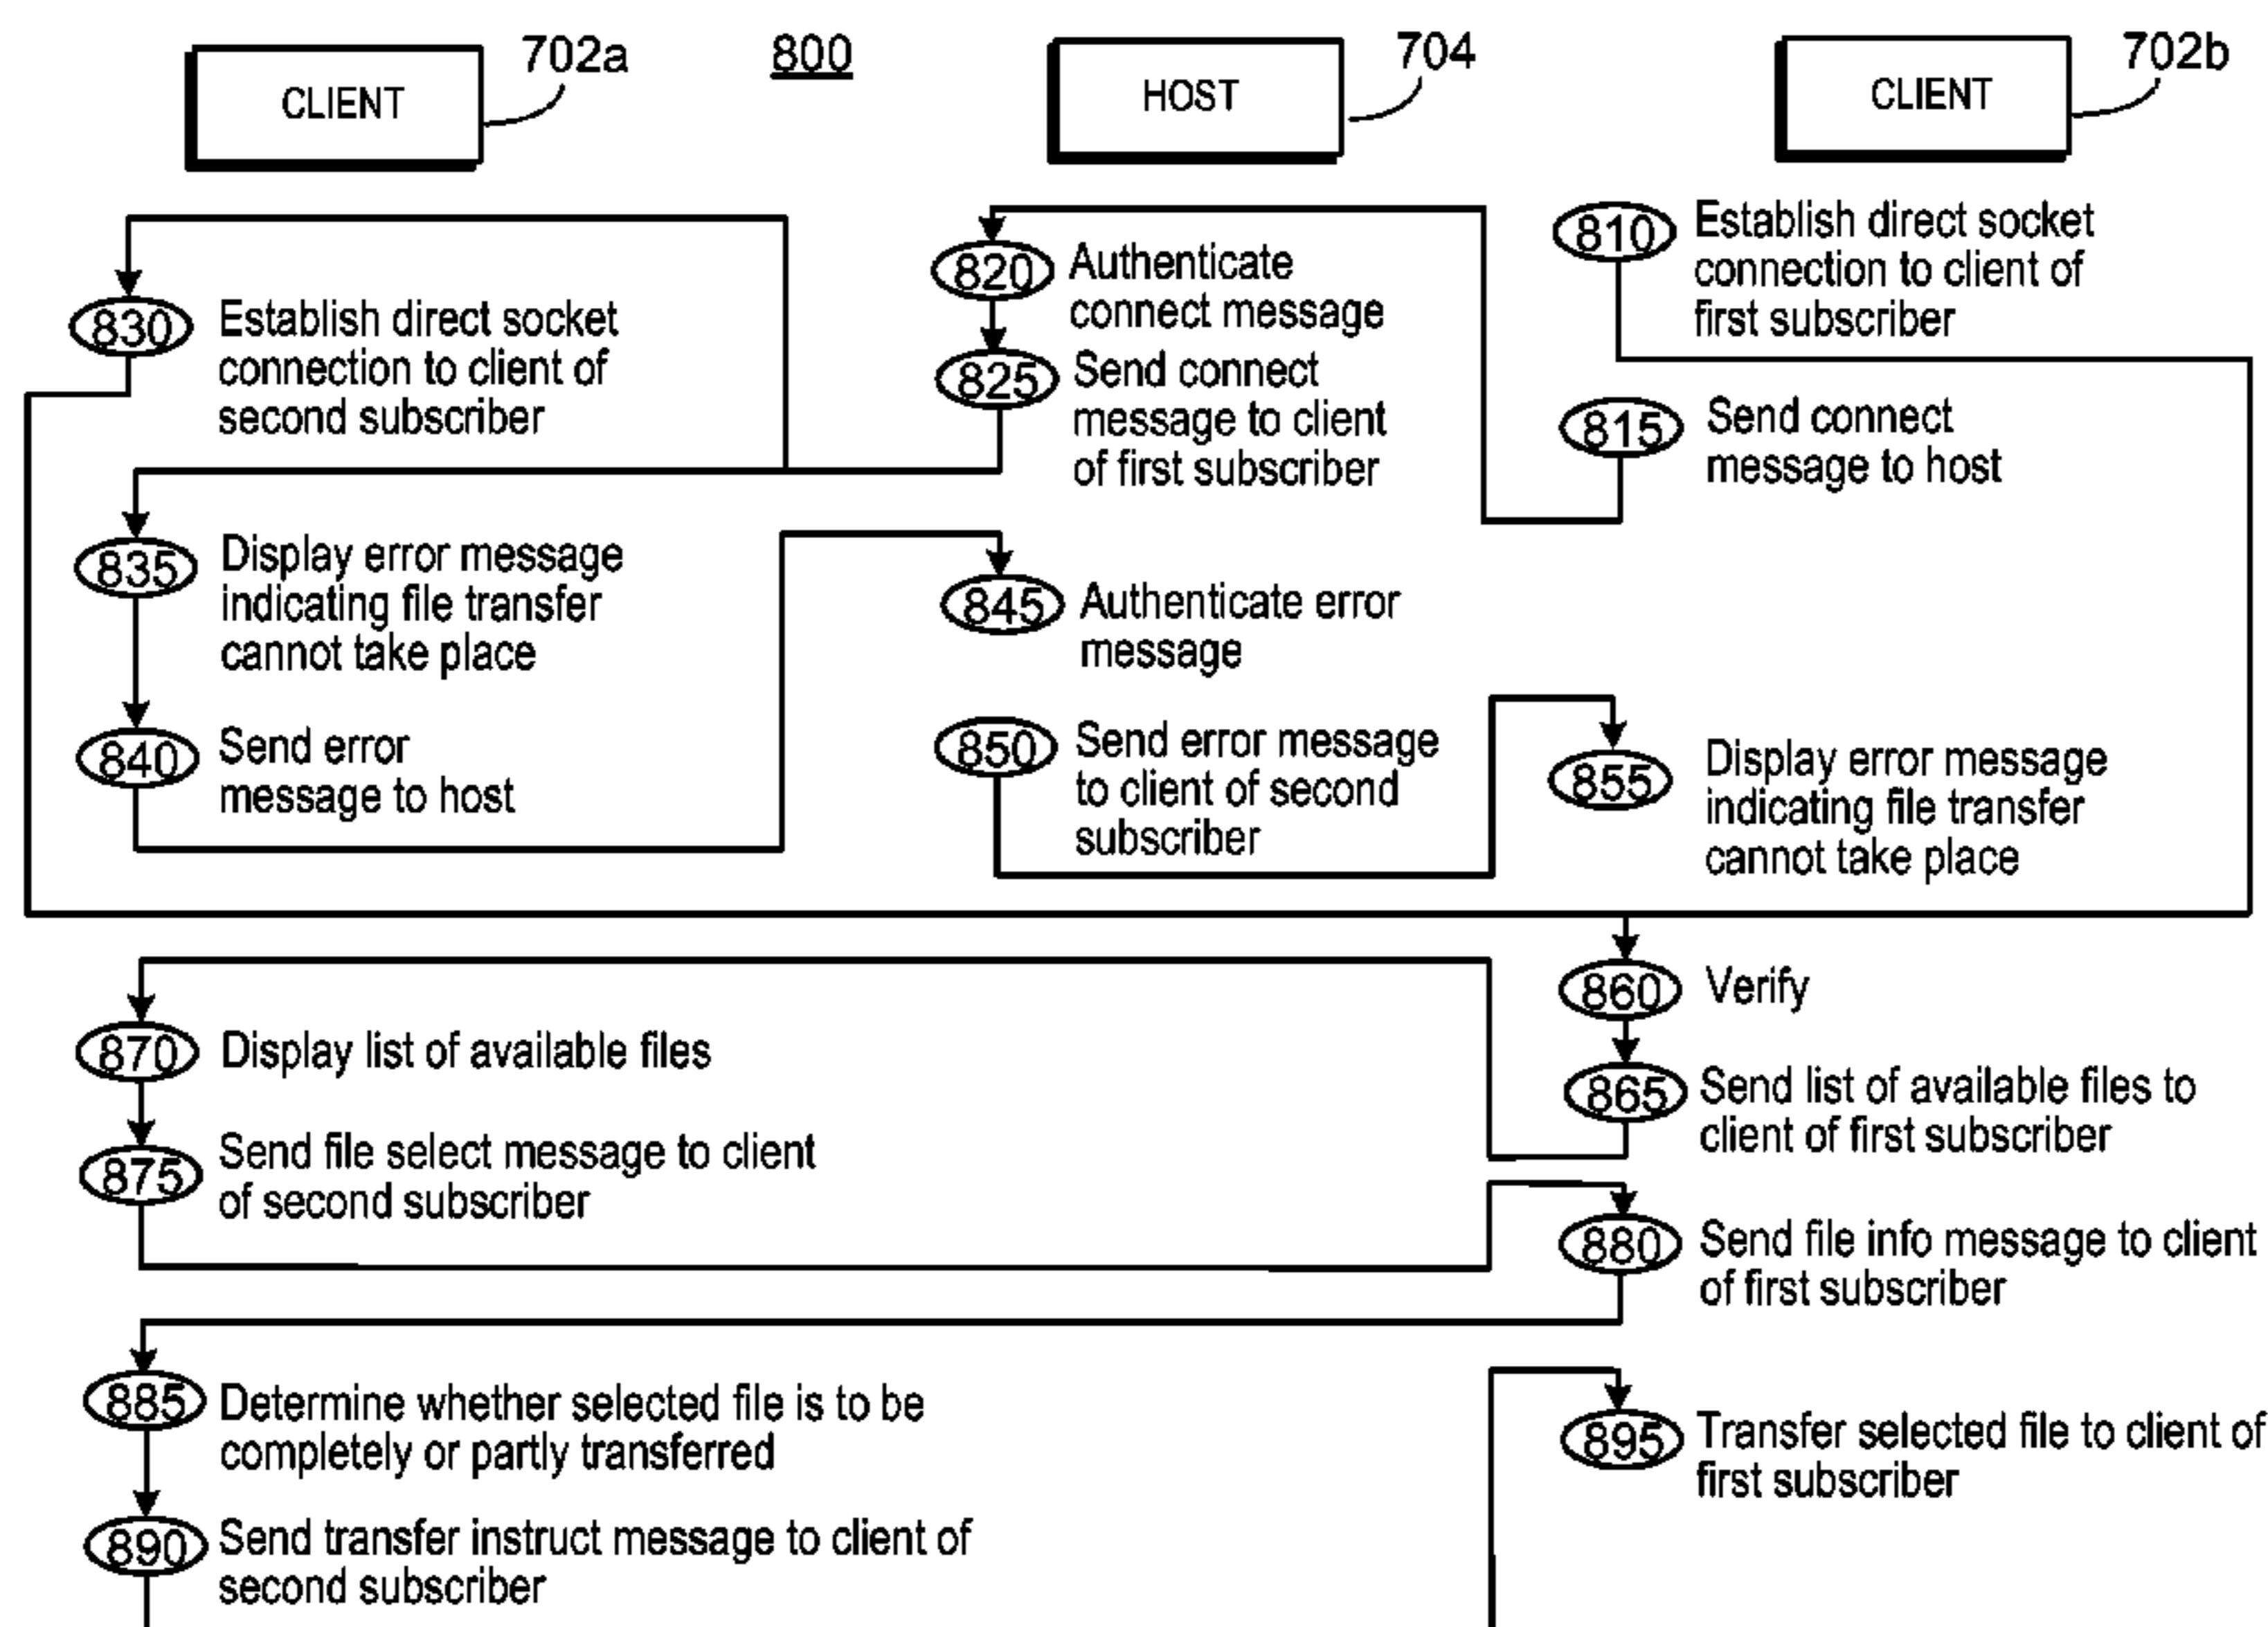 CLIENT
702a
800
HOST
704
CLIENT
702b
810
Establish direct socket
connection to client of
first subscriber
815
Send connect
message to host
820
Authenticate
connect message
825
Send connect
message to client
of first subscriber
830
Establish direct socket
connection to client of
second subscriber
835
Display error message
indicating file transfer
cannot take place
840
Send error
message to host
845
Authenticate error
message
850
Send error message
to client of second
subscriber
855
Display error message
indicating file transfer
cannot take place
860
Verify
865
Send list of available files to
client of first subscriber
870
Display list of available files
875
Send file select message to client
of second subscriber
880
Send file info message to client
of first subscriber
885
Determine whether selected file is to be
completely or partly transferred
890
Send transfer instruct message to client of
second subscriber
895
Transfer selected file to client of
first subscriber